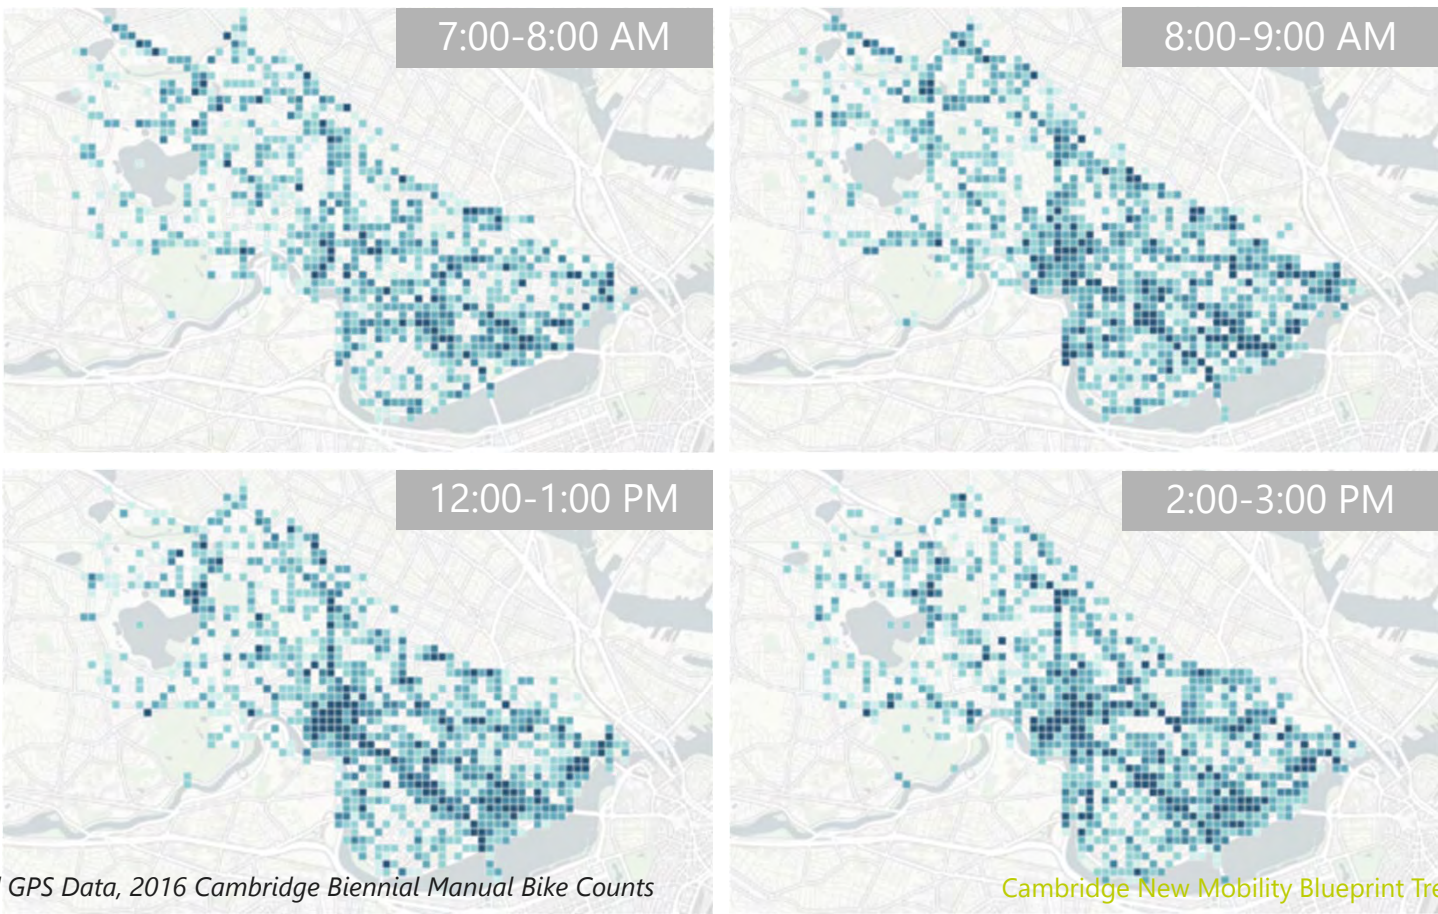 7:00-8:00 AM
8:00-9:00 AM
12:00-1:00 PM
2:00-3:00 PM
GPS Data, 2016 Cambridge Biennial Manual Bike Counts
Cambridge New Mobility Blueprint